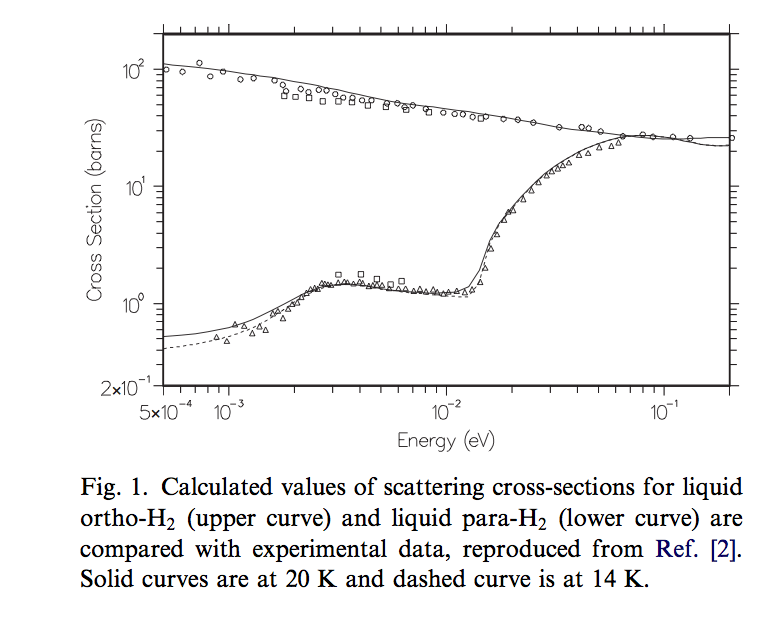 10²
10¹
10⁰
2×10⁻¹
Cross Section (barns)
5×10⁻⁴ 10⁻³ 10⁻² 10⁻¹
Energy (eV)
Fig. 1. Calculated values of scattering cross-sections for liquid
ortho-H₂ (upper curve) and liquid para-H₂ (lower curve) are
compared with experimental data, reproduced from Ref. [2].
Solid curves are at 20 K and dashed curve is at 14 K.